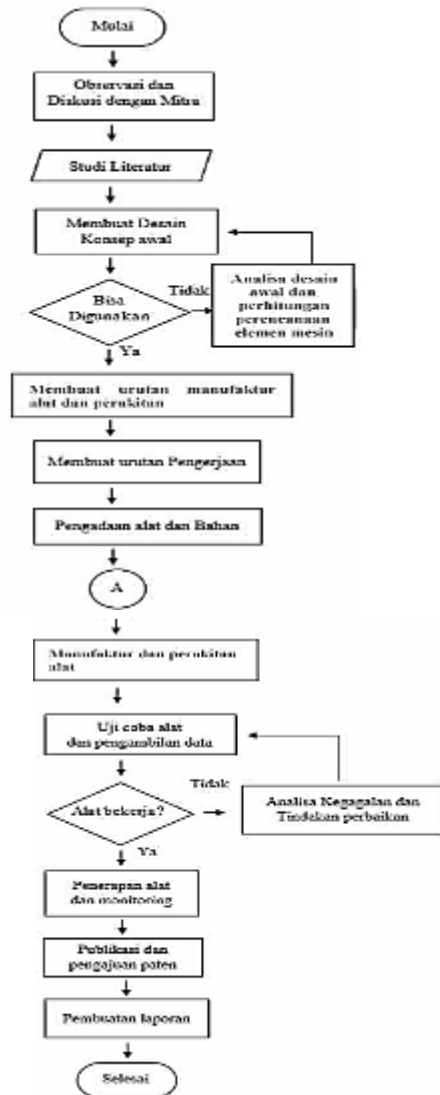 Mulai
Observasi dan
Diskusi dengan Mitra
Studi Literatur
Membuat Desain
Konsep awal
Bisa
Digunakan
Tidak
Analisa desain
awal dan
perhitungan
perencanaan
elemen mesin
Ya
Membuat urutan manufaktur
alat dan perakitan
Membuat urutan Pengerjaan
Pengadaan alat dan Bahan
A
Manufaktur dan perakitan
alat
Uji coba alat
dan pengambilan data
Alat bekerja?
Tidak
Analisa Kegagalan dan
Tindakan perbaikan
Ya
Penerapan alat
dan monitoring
Publikasi dan
pengajuan paten
Pembuatan laporan
Selesai